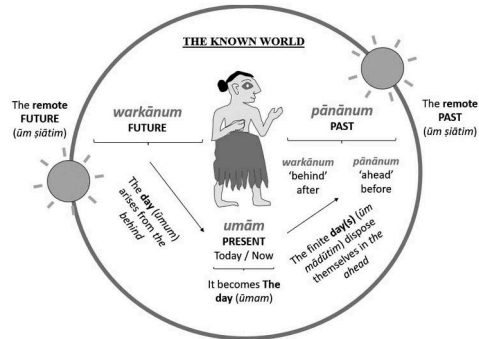 THE KNOWN WORLD
The remote
FUTURE
(ūm ṣiātim)
warkānum
FUTURE
pānānum
PAST
The remote
PAST
(ūm ṣiātim)
warkānum
'behind'
after
pānānum
'ahead'
before
The day (ūmum)
arises from the
behind
umām
PRESENT
Today / Now
It becomes The
day (ūmam)
The finite day(s) (ūm
mādūtim) dispose
themselves in the
ahead